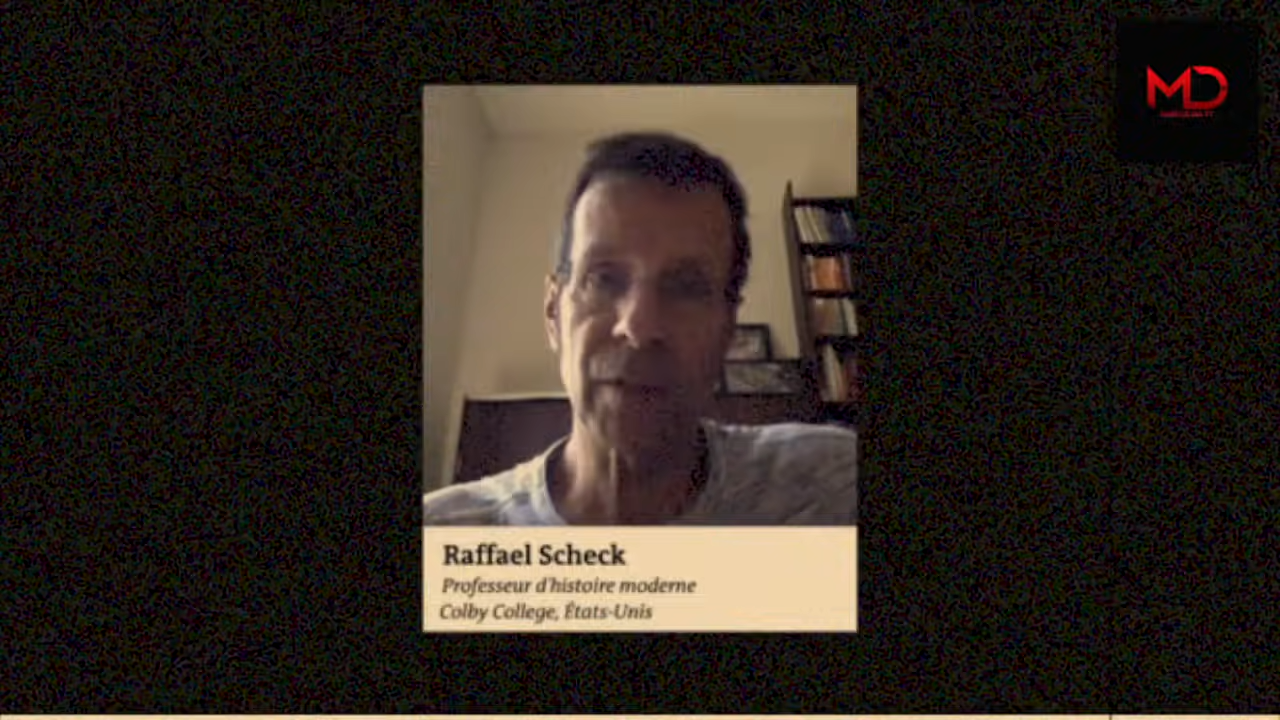 MD
Raffael Scheck
Professeur d'histoire moderne
Colby College, États-Unis